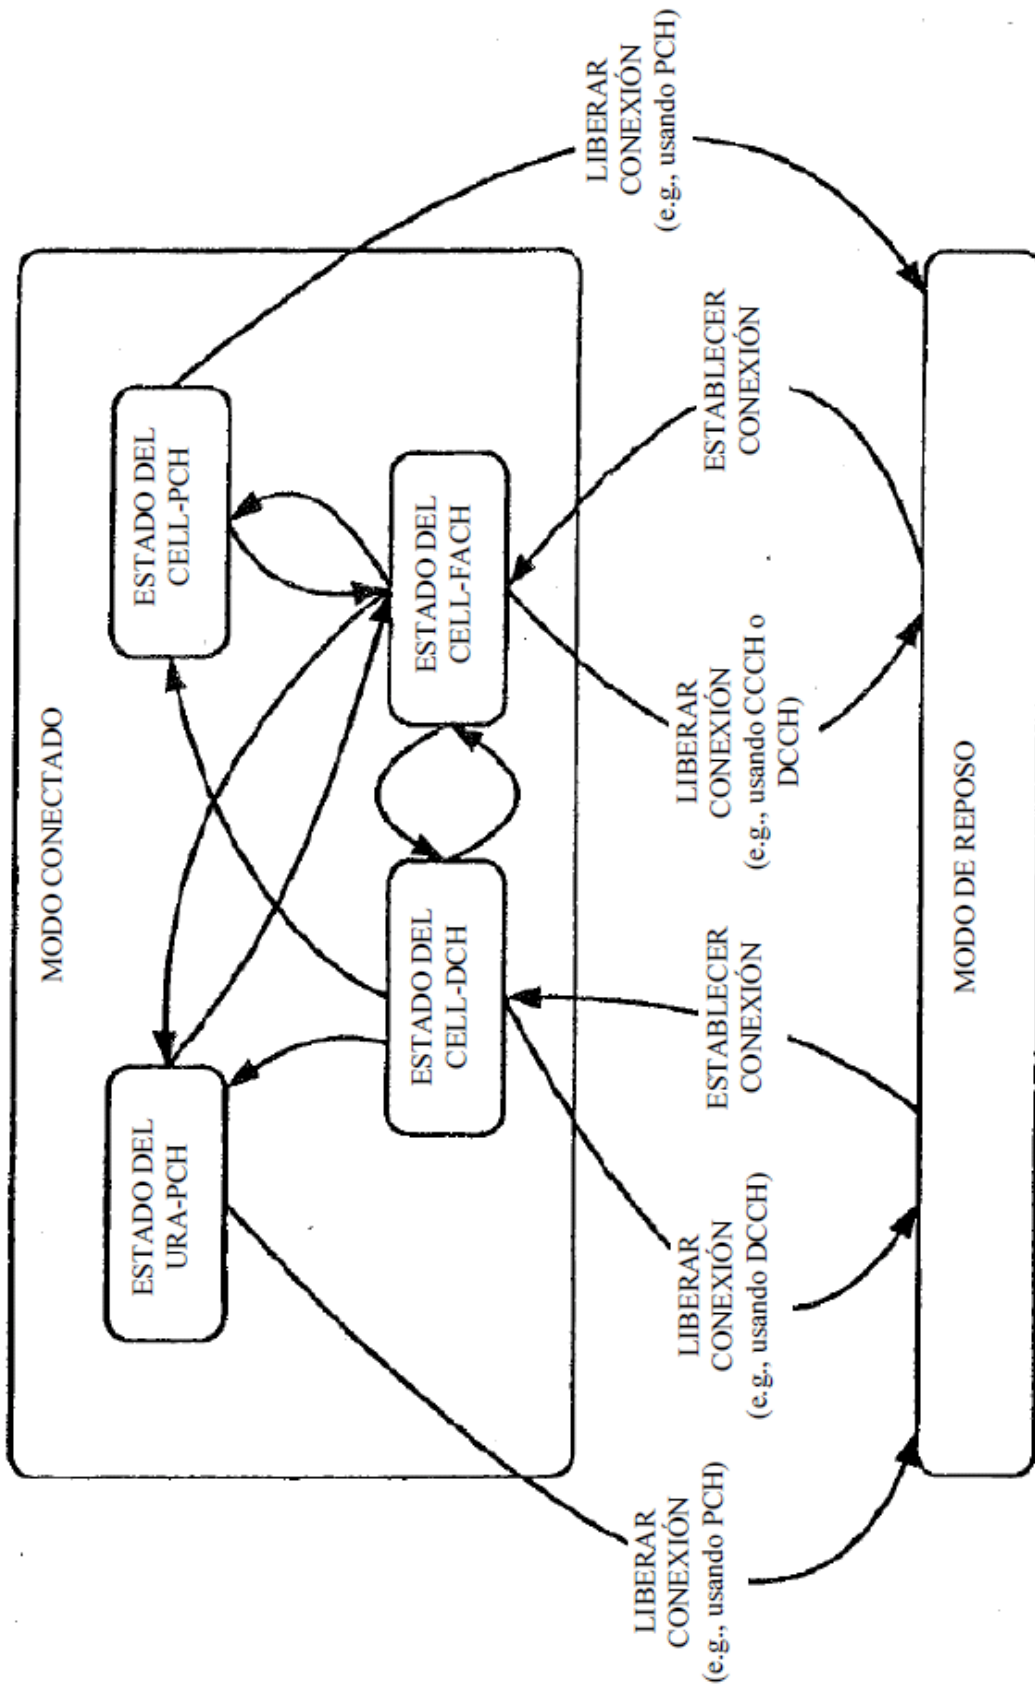 MODO CONECTADO
ESTADO DEL
URA-PCH
ESTADO DEL
CELL-PCH
ESTADO DEL
CELL-DCH
ESTADO DEL
CELL-FACH
LIBERAR
CONEXIÓN
(e.g., usando PCH)
LIBERAR
CONEXIÓN
(e.g., usando DCCH)
ESTABLECER
CONEXIÓN
LIBERAR
CONEXIÓN
(e.g., usando CCCH o
DCCH)
ESTABLECER
CONEXIÓN
LIBERAR
CONEXIÓN
(e.g., usando PCH)
MODO DE REPOSO